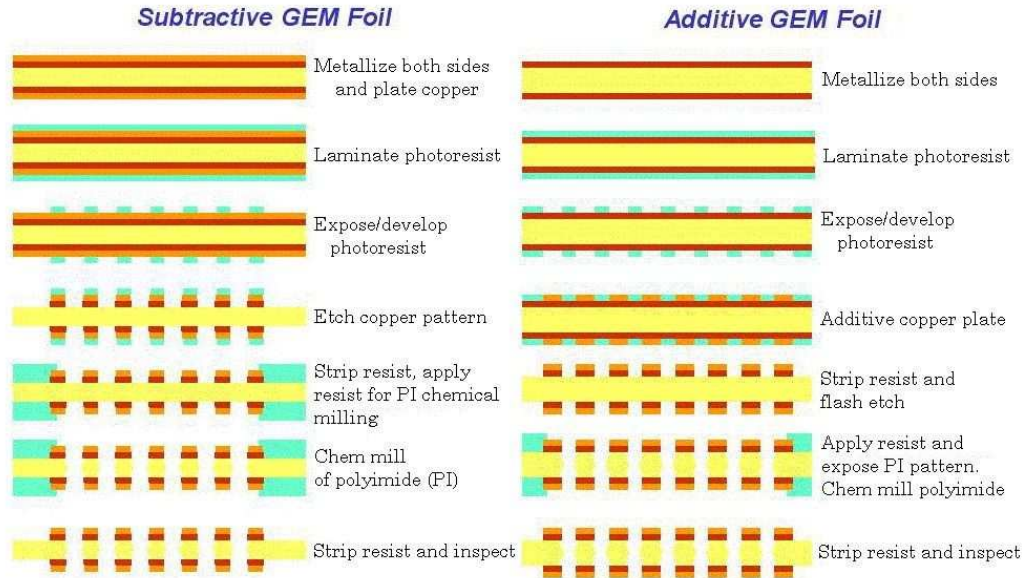 Subtractive GEM Foil
Metallize both sides
and plate copper
Laminate photoresist
Expose/develop
photoresist
Etch copper pattern
Strip resist, apply
resist for PI chemical
milling
Chem mill
of polyimide (PI)
Strip resist and inspect
Additive GEM Foil
Metallize both sides
Laminate photoresist
Expose/develop
photoresist
Additive copper plate
Strip resist and
flash etch
Apply resist and
expose PI pattern.
Chem mill polyimide
Strip resist and inspect